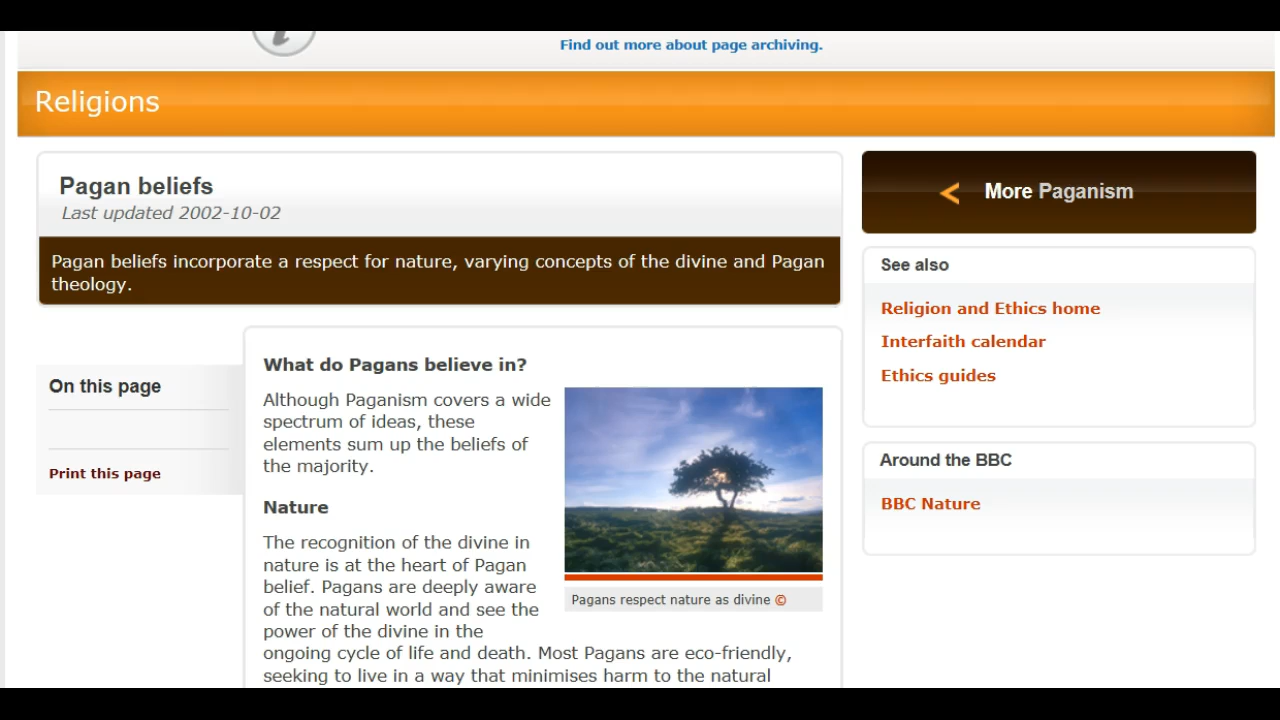 Find out more about page archiving.
Religions
Pagan beliefs
Last updated 2002-10-02
Pagan beliefs incorporate a respect for nature, varying concepts of the divine and Pagan
theology.
On this page
Print this page
What do Pagans believe in?
Although Paganism covers a wide
spectrum of ideas, these
elements sum up the beliefs of
the majority.
Pagans respect nature as divine ©
Nature
The recognition of the divine in
nature is at the heart of Pagan
belief. Pagans are deeply aware
of the natural world and see the
power of the divine in the
ongoing cycle of life and death. Most Pagans are eco-friendly,
seeking to live in a way that minimises harm to the natural
More Paganism
See also
Religion and Ethics home
Interfaith calendar
Ethics guides
Around the BBC
BBC Nature